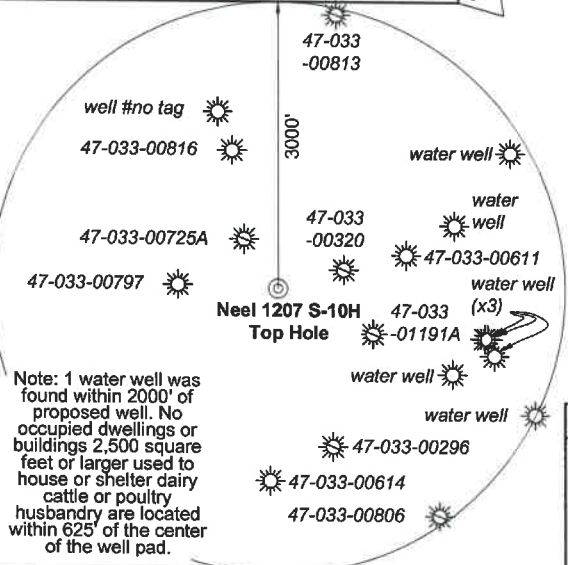 47-033
-00813
well #no tag
3000'
47-033-00816
water well
water
well
47-033
-00320
47-033-00725A
47-033-00611
47-033-00797
water well
(x3)
Neel 1207 S-10H
Top Hole
47-033
-01191A
water well
Note: 1 water well was
found within 2000' of
proposed well. No
occupied dwellings or
buildings 2,500 square
feet or larger used to
house or shelter dairy
cattle or poultry
husbandry are located
within 625' of the center
of the well pad.
water well
47-033-00296
47-033-00614
47-033-00806